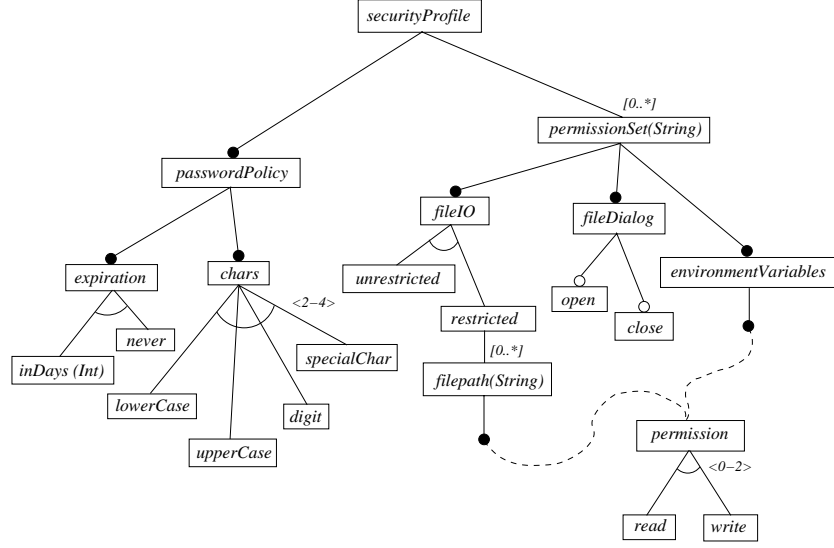 securityProfile
[0..*]
permissionSet(String)
passwordPolicy
fileIO
fileDialog
expiration
chars
unrestricted
environmentVariables
<2−4>
open
restricted
close
never
inDays (Int)
specialChar
[0..*]
filepath(String)
lowerCase
digit
permission
upperCase
<0−2>
read
write